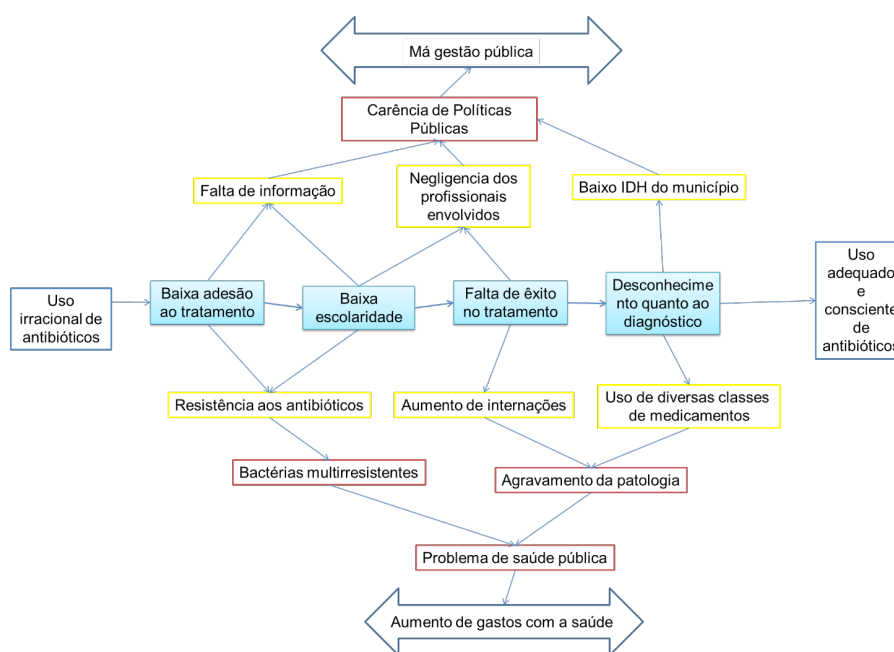 Má gestão pública
Carência de Políticas
Públicas
Falta de informação
Negligencia dos
profissionais
envolvidos
Baixo IDH do município
Uso
irracional de
antibióticos
Baixa adesão
ao tratamento
Baixa
escolaridade
Falta de êxito
no tratamento
Desconhecime
nto quanto ao
diagnóstico
Uso
adequado
e
consciente
de
antibióticos
Resistência aos antibióticos
Aumento de internações
Uso de diversas classes
de medicamentos
Bactérias multirresistentes
Agravamento da patologia
Problema de saúde pública
Aumento de gastos com a saúde